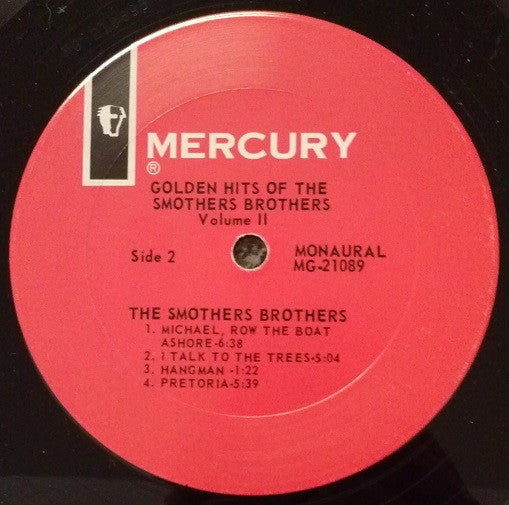 MERCURY
®
GOLDEN HITS OF THE
SMOTHERS BROTHERS
Volume II
Side 2
MONAURAL
MG-21089
THE SMOTHERS BROTHERS
1. MICHAEL, ROW THE BOAT
ASHORE-6:38
2. I TALK TO THE TREES-5:04
3. HANGMAN -1:22
4. PRETORIA-5:39